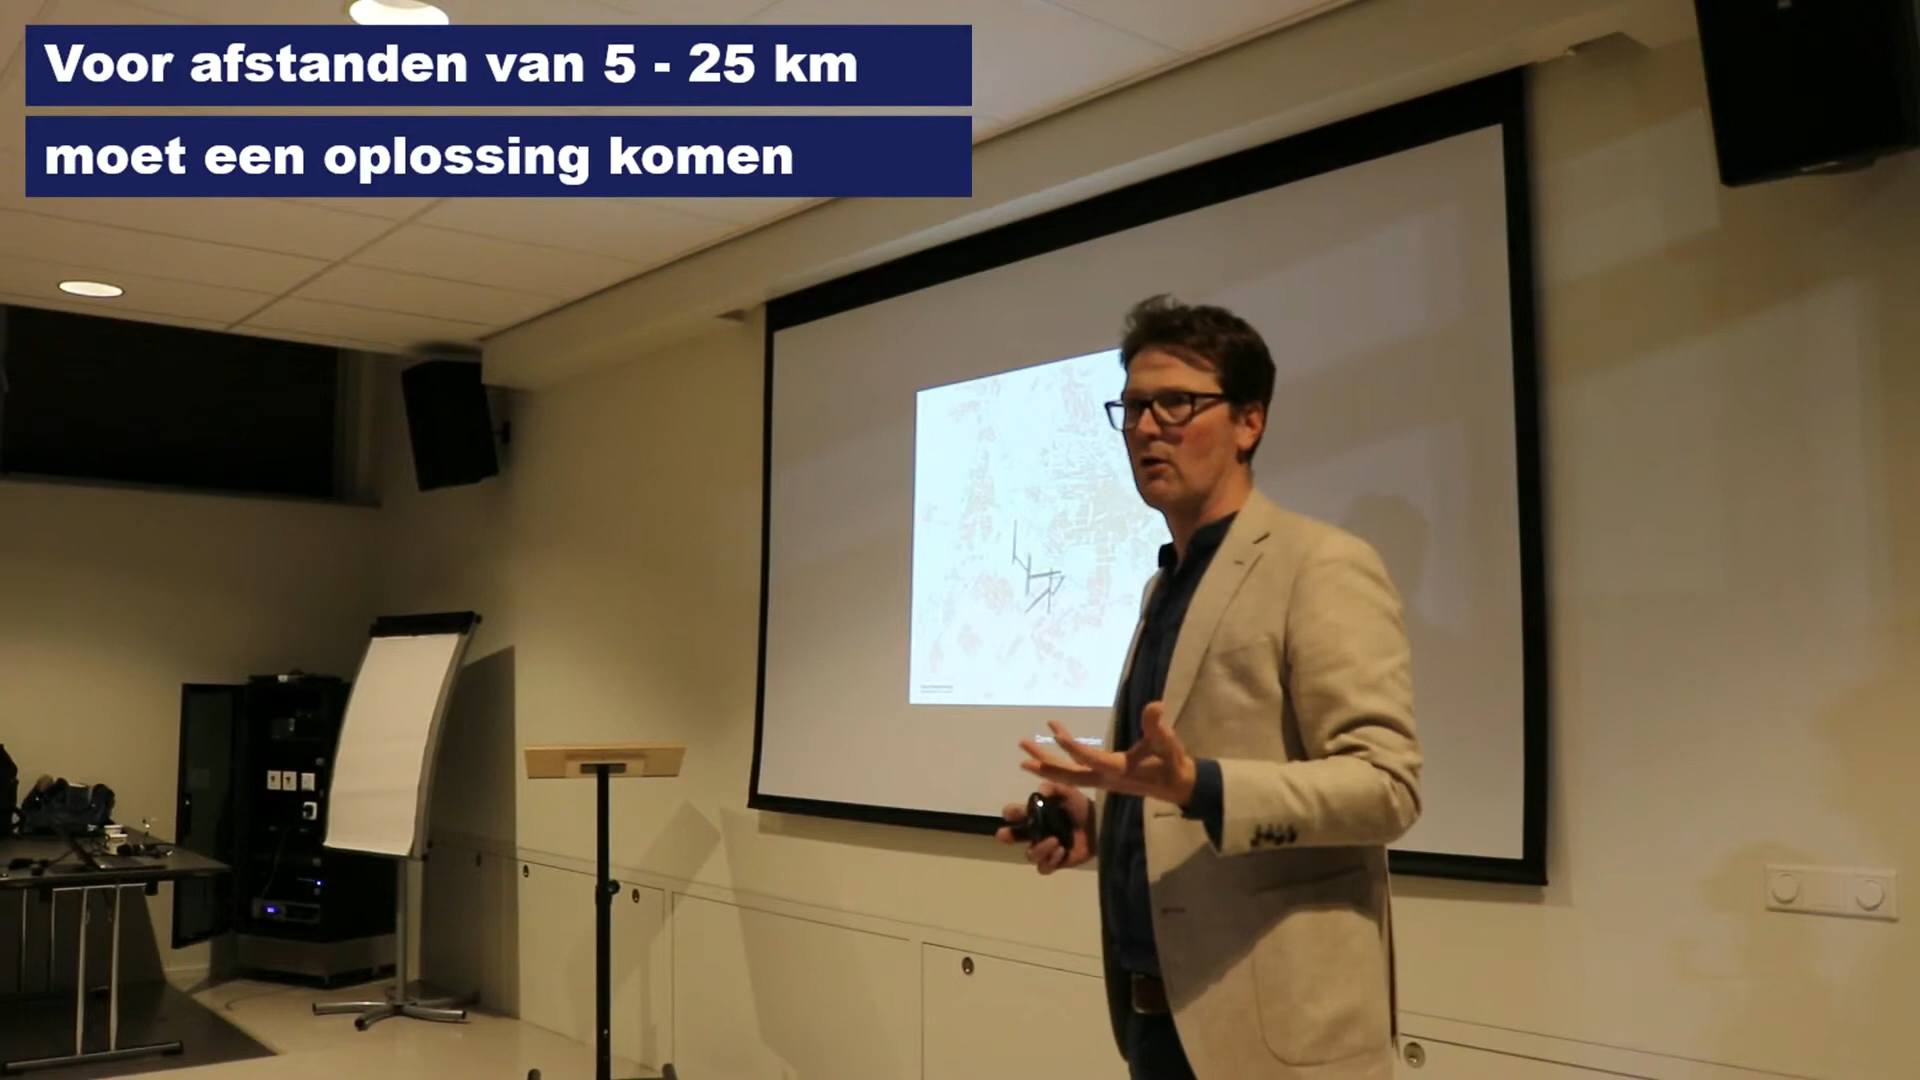 Voor afstanden van 5 - 25 km
moet een oplossing komen